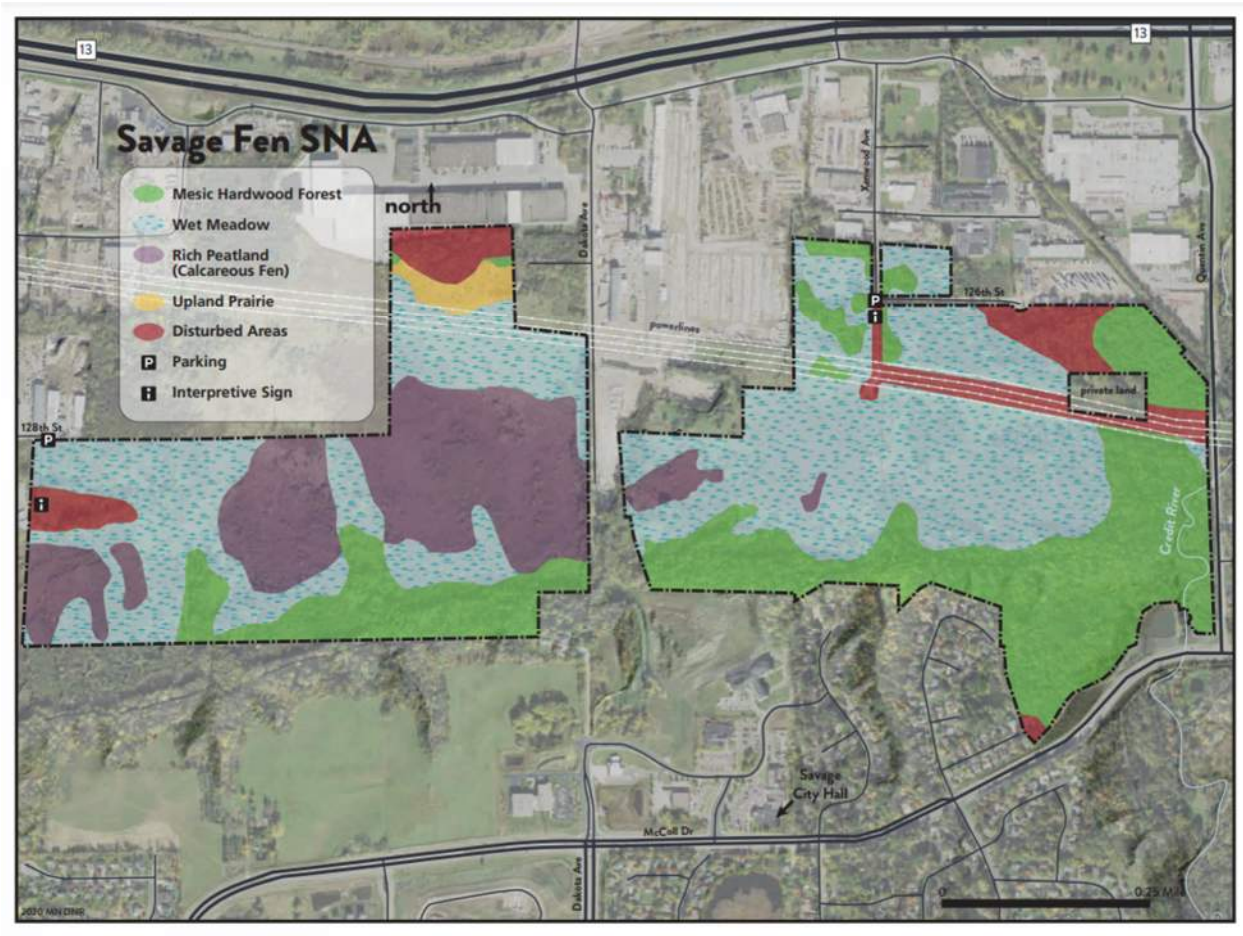 13
13
Savage Fen SNA
Mesic Hardwood Forest
Wet Meadow
Rich Peatland
(Calcareous Fen)
Upland Prairie
Disturbed Areas
P
Parking
i
Interpretive Sign
north
Dakota Ave
Xenwood Ave
Quentin Ave
126th St
P
i
powerlines
private land
128th St
P
i
Credit River
Savage
City Hall
McColl Dr
Dakota Ave
0
0.25 Mile
2020 MN DNR